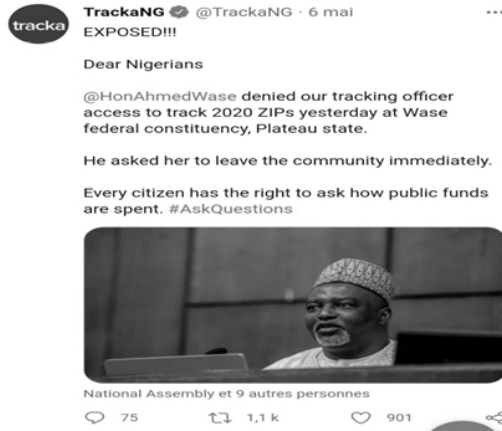 tracka
TrackaNG @TrackaNG · 6 mai
EXPOSED!!!
Dear Nigerians
@HonAhmedWase denied our tracking officer
access to track 2020 ZIPs yesterday at Wase
federal constituency, Plateau state.
He asked her to leave the community immediately.
Every citizen has the right to ask how public funds
are spent. #AskQuestions
National Assembly et 9 autres personnes
75 1,1 k 901